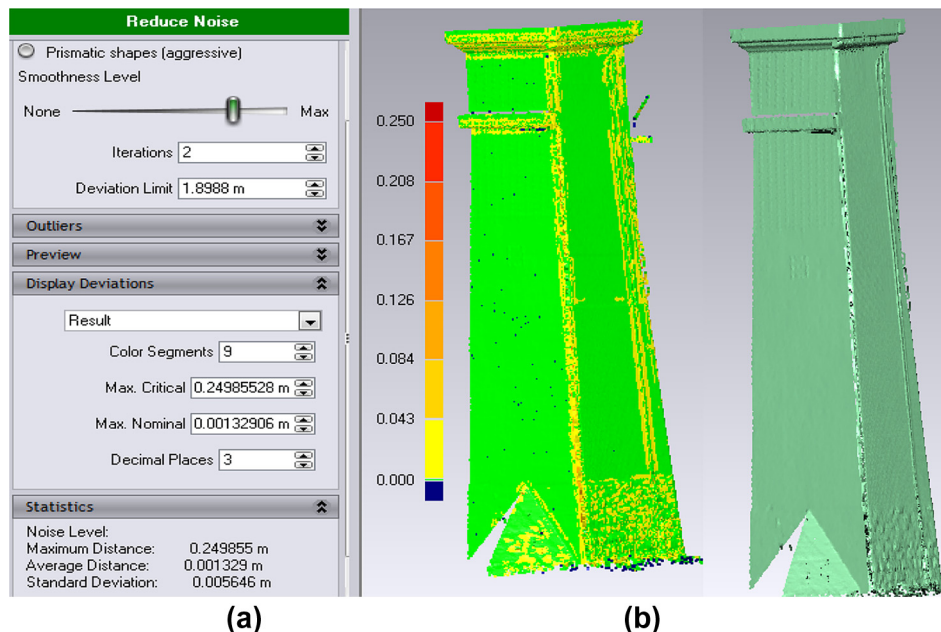 Reduce Noise
Prismatic shapes (aggressive)
Smoothness Level
None Max
Iterations 2
Deviation Limit 1.8988 m
Outliers
Preview
Display Deviations
Result
Color Segments 9
Max. Critical 0.24985528 m
Max. Nominal 0.00132906 m
Decimal Places 3
Statistics
Noise Level:
Maximum Distance: 0.249855 m
Average Distance: 0.001329 m
Standard Deviation: 0.005646 m
0.250
0.208
0.167
0.126
0.084
0.043
0.000
(a) (b)